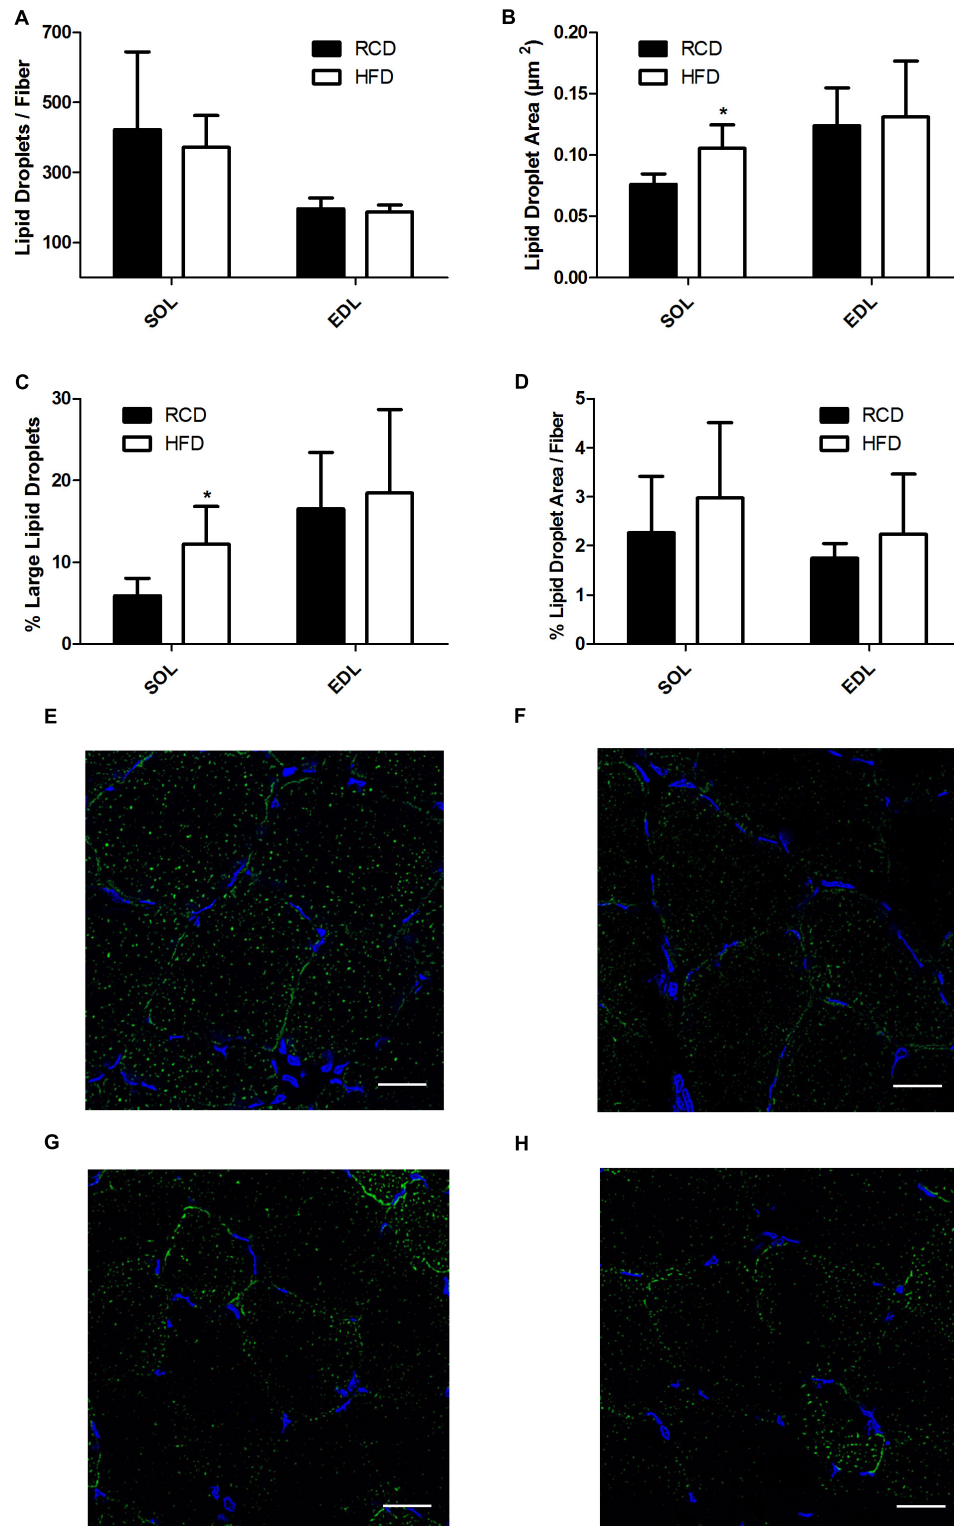 A
Lipid Droplets / Fiber
700
500
300
100
RCD
HFD
SOL
EDL
B
Lipid Droplet Area (µm ²)
0.20
0.15
0.10
0.05
0.00
RCD
HFD
*
SOL
EDL
C
% Large Lipid Droplets
30
20
10
0
RCD
HFD
*
SOL
EDL
D
% Lipid Droplet Area / Fiber
5
4
3
2
1
0
RCD
HFD
SOL
EDL
E
F
G
H